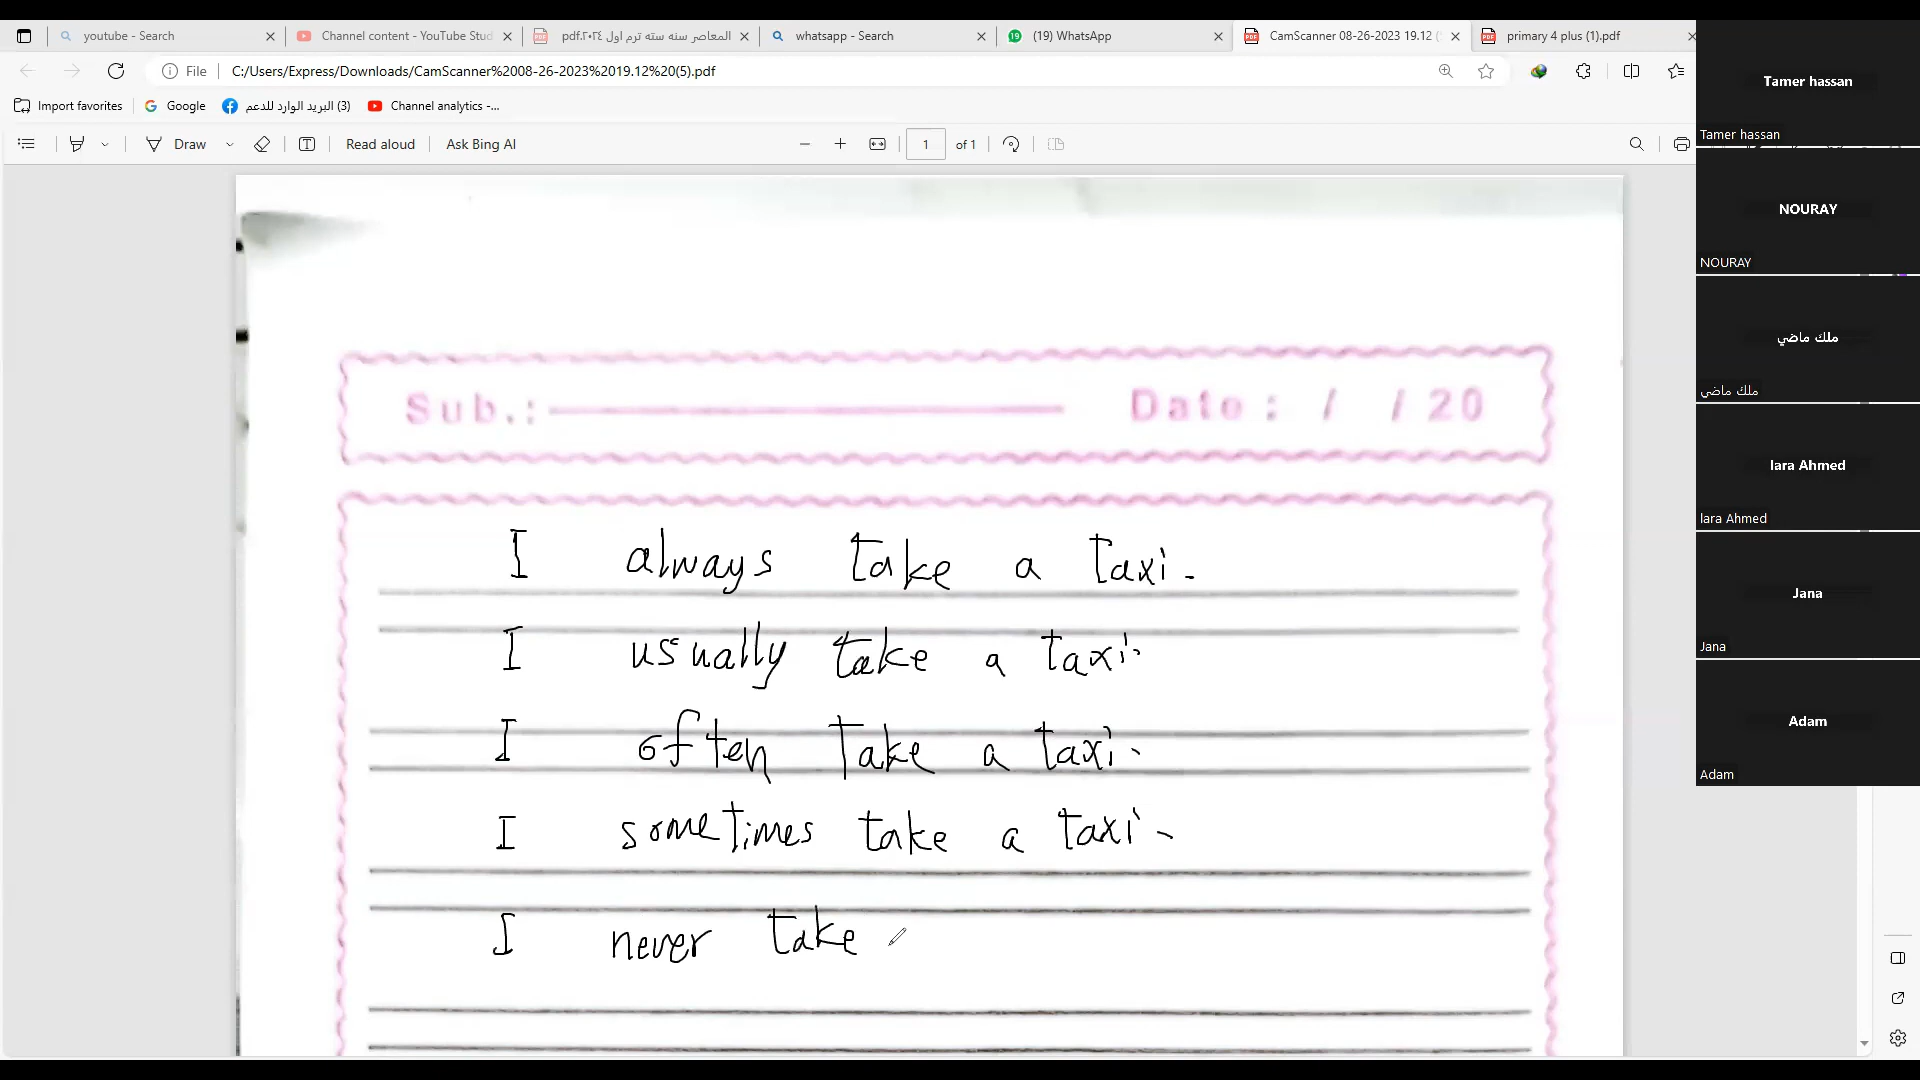 youtube - Search
Channel content - YouTube Stud
المعاصر سنه سته ترم اول ٢٠٢٤.pdf
whatsapp - Search
(19) WhatsApp
CamScanner 08-26-2023 19.12 (
primary 4 plus (1).pdf
File
C:/Users/Express/Downloads/CamScanner%2008-26-2023%2019.12%20(5).pdf
Import favorites
Google
(3) البريد الوارد للدعم
Channel analytics -...
Draw
Read aloud
Ask Bing AI
1 of 1
Sub.: Date : / / 20
I always take a taxi.
I usually take a taxi.
I often take a taxi.
I sometimes take a taxi.
I never take
Tamer hassan
Tamer hassan
NOURAY
NOURAY
ملك ماضي
ملك ماضي
lara Ahmed
lara Ahmed
Jana
Jana
Adam
Adam